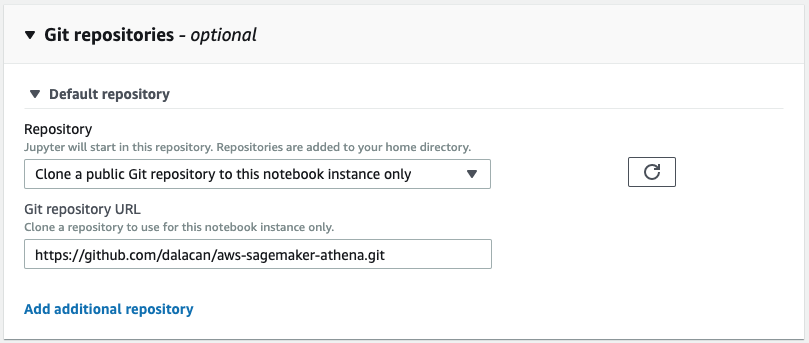 Git repositories - optional
Default repository
Repository
Jupyter will start in this repository. Repositories are added to your home directory.
Clone a public Git repository to this notebook instance only
Git repository URL
Clone a repository to use for this notebook instance only.
https://github.com/dalacan/aws-sagemaker-athena.git
Add additional repository